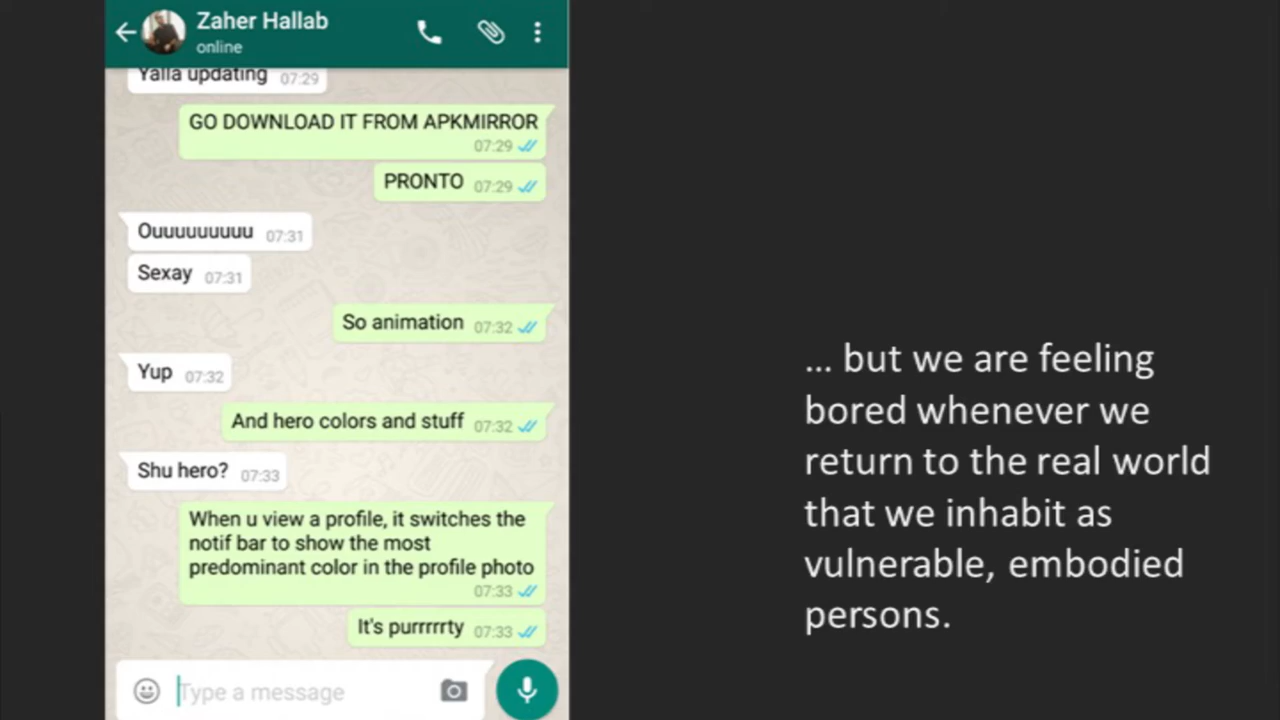 Zaher Hallab
online
Yalla updating 07:29
GO DOWNLOAD IT FROM APKMIRROR
07:29
PRONTO 07:29
Ouuuuuuuuu 07:31
Sexay 07:31
So animation 07:32
Yup 07:32
And hero colors and stuff 07:32
Shu hero? 07:33
When u view a profile, it switches the
notif bar to show the most
predominant color in the profile photo
07:33
It's purrrrrty 07:33
Type a message
... but we are feeling
bored whenever we
return to the real world
that we inhabit as
vulnerable, embodied
persons.